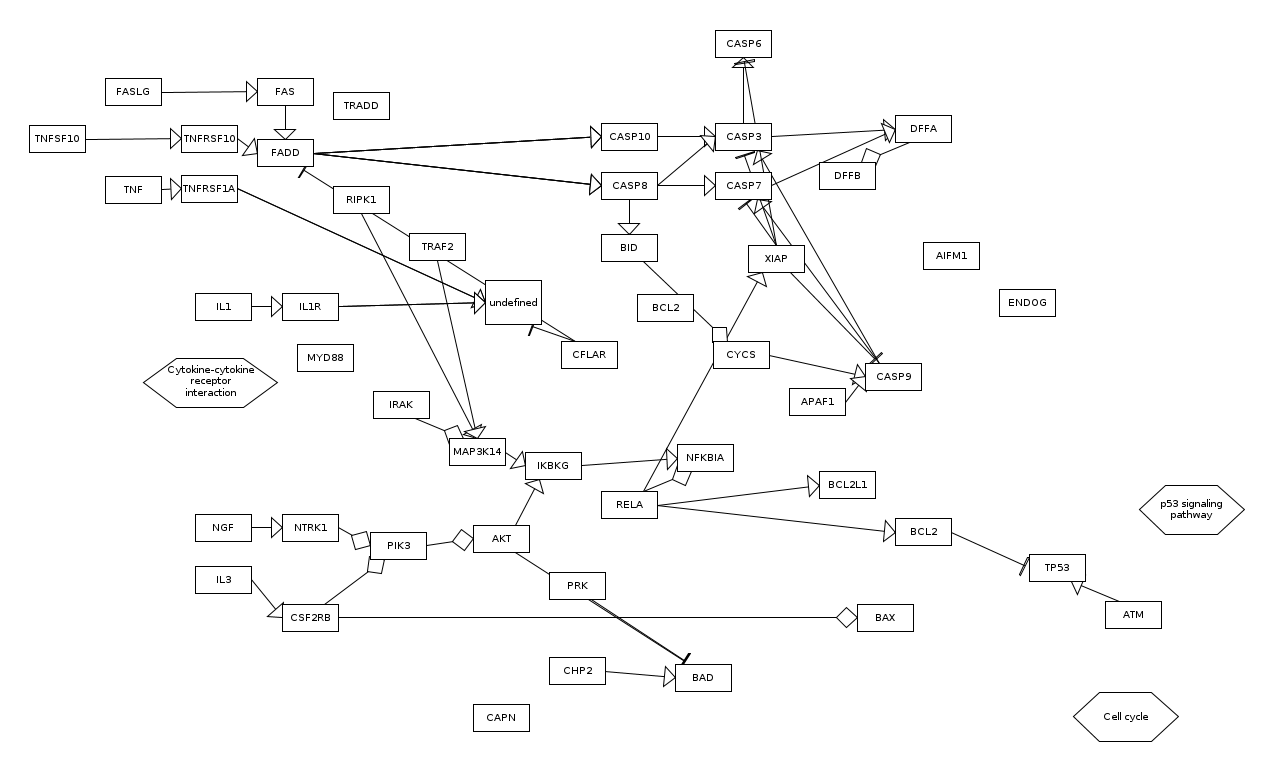 CASP6
FASLG
FAS
TRADD
DFFA
TNFSF10
TNFRSF10
CASP10
CASP3
FADD
DFFB
TNF
TNFRSF1A
CASP8
CASP7
RIPK1
TRAF2
BID
XIAP
AIFM1
IL1
IL1R
undefined
BCL2
ENDOG
MYD88
CFLAR
CYCS
Cytokine-cytokine
receptor
interaction
CASP9
IRAK
APAF1
MAP3K14
IKBKG
NFKBIA
BCL2L1
RELA
p53 signaling
pathway
NGF
NTRK1
PIK3
AKT
BCL2
TP53
IL3
PRK
CSF2RB
BAX
ATM
CHP2
BAD
CAPN
Cell cycle